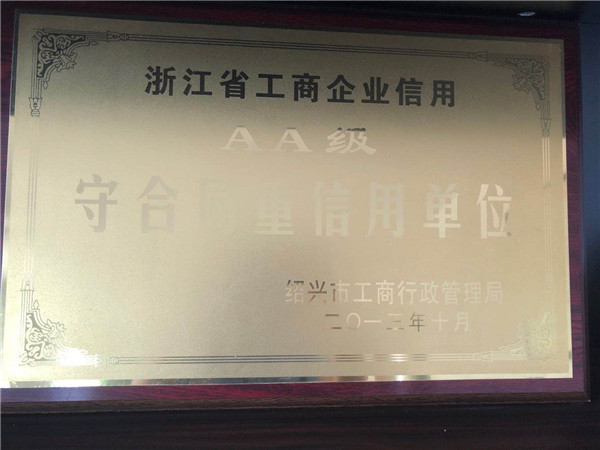 浙江省工商企业信用
AA级
守合同重信用单位
绍兴市工商行政管理局
二〇一三年十月